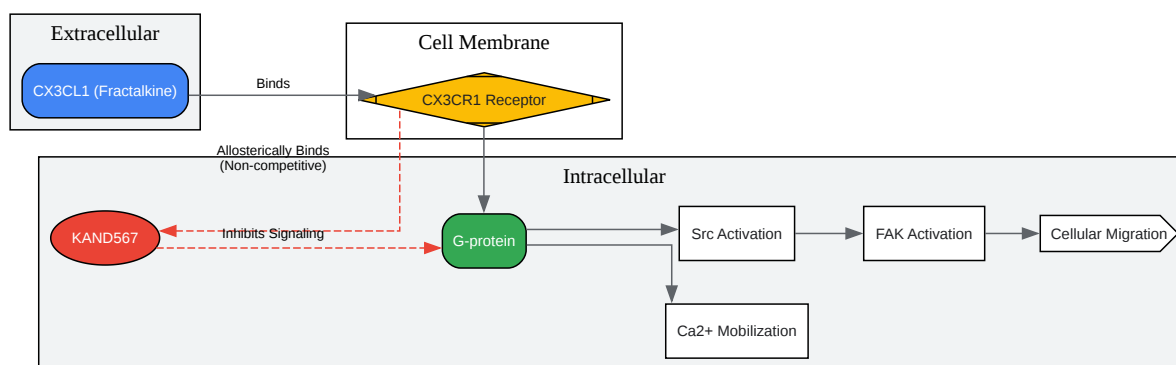 Extracellular
Cell Membrane
CX3CL1 (Fractalkine)
Binds
CX3CR1 Receptor
Allosterically Binds
(Non-competitive)
Intracellular
KAND567
Inhibits Signaling
G-protein
Src Activation
FAK Activation
Cellular Migration
Ca2+ Mobilization